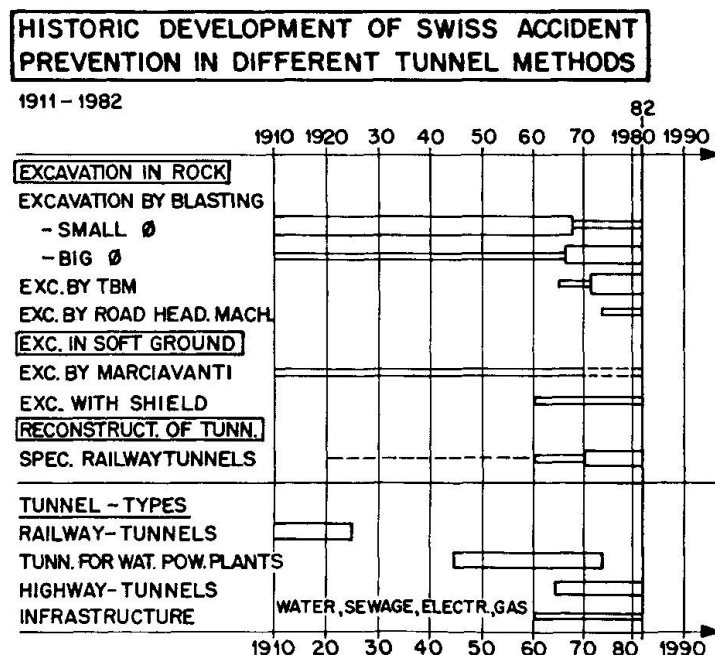 HISTORIC DEVELOPMENT OF SWISS ACCIDENT
PREVENTION IN DIFFERENT TUNNEL METHODS
1911-1982
82
1910 1920 30 40 50 60 70 1980 1990
EXCAVATION IN ROCK
EXCAVATION BY BLASTING
- SMALL Ø
- BIG Ø
EXC. BY TBM
EXC. BY ROAD HEAD. MACH.
EXC. IN SOFT GROUND
EXC. BY MARCIAVANTI
EXC. WITH SHIELD
RECONSTRUCT. OF TUNN.
SPEC. RAILWAYTUNNELS
TUNNEL-TYPES
RAILWAY-TUNNELS
TUNN. FOR WAT. POW. PLANTS
HIGHWAY-TUNNELS
INFRASTRUCTURE WATER, SEWAGE, ELECTR., GAS
1910 20 30 40 50 60 70 80 1990